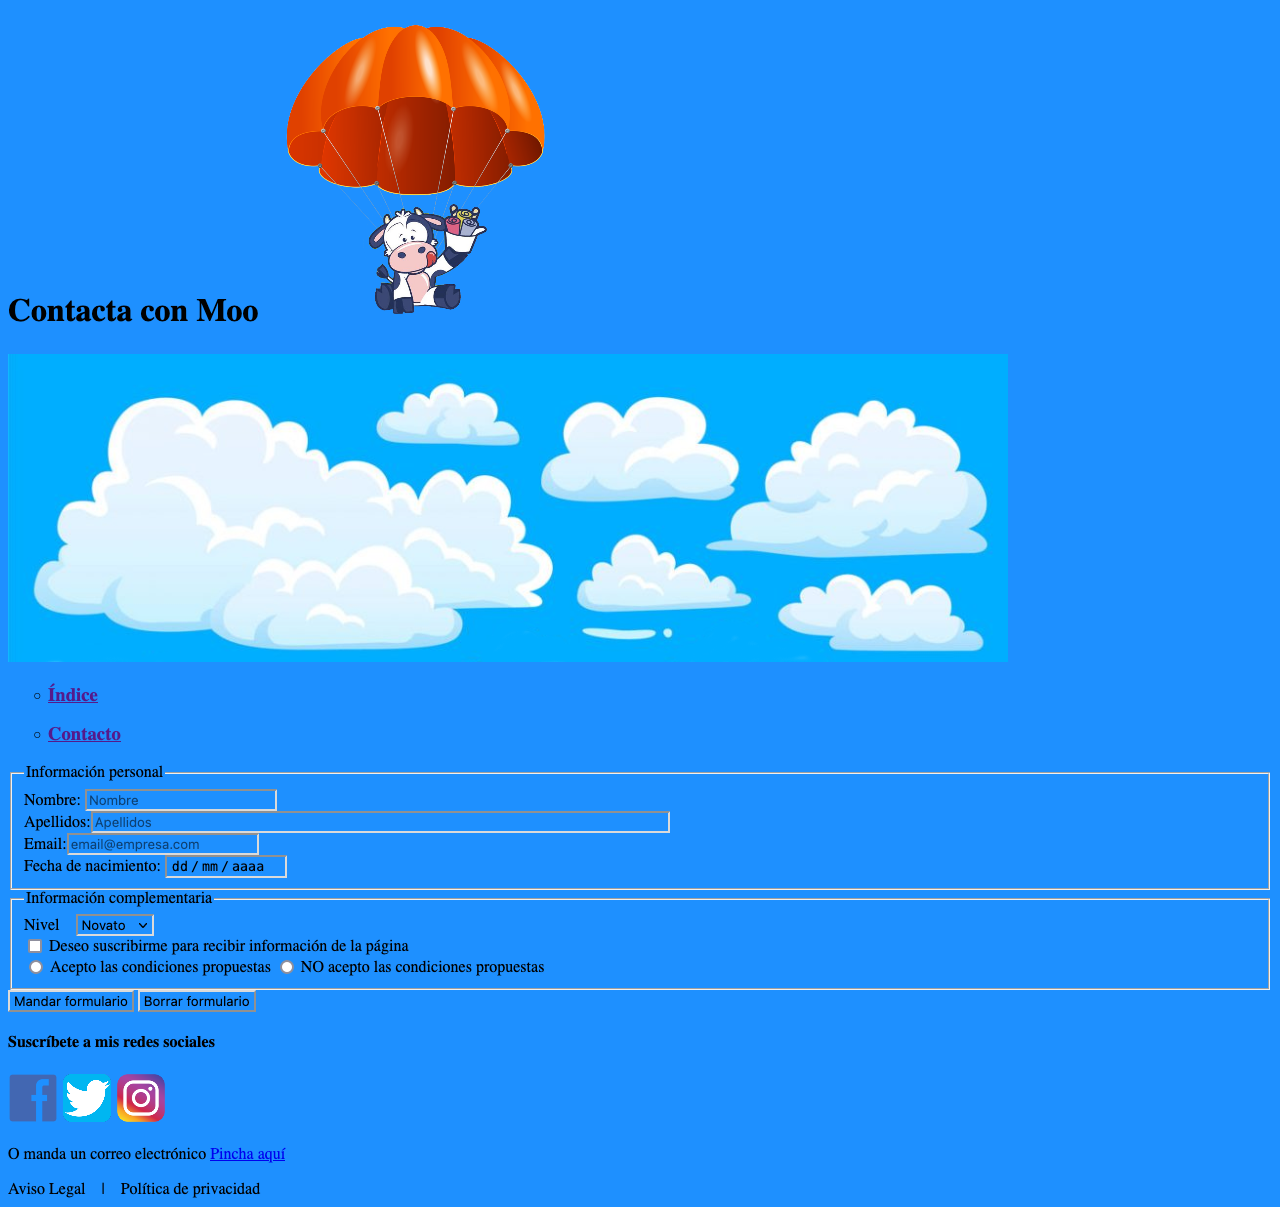 Contacta con Moo
Índice
Contacto
Información personal
Nombre: Nombre
Apellidos: Apellidos
Email: email@empresa.com
Fecha de nacimiento: dd / mm / aaaa
Información complementaria
Nivel Novato
Deseo suscribirme para recibir información de la página
Acepto las condiciones propuestas NO acepto las condiciones propuestas
Mandar formulario Borrar formulario
Suscríbete a mis redes sociales
O manda un correo electrónico Pincha aquí
Aviso Legal | Política de privacidad